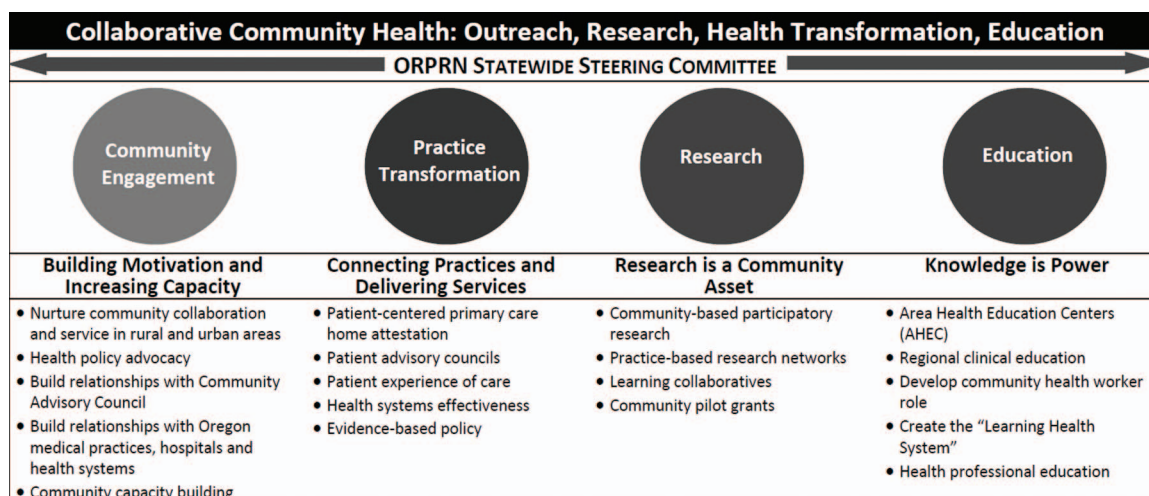 Collaborative Community Health: Outreach, Research, Health Transformation, Education
ORPRN STATEWIDE STEERING COMMITTEE
Community
Engagement
Practice
Transformation
Research
Education
Building Motivation and
Increasing Capacity
• Nurture community collaboration
and service in rural and urban areas
• Health policy advocacy
• Build relationships with Community
Advisory Council
• Build relationships with Oregon
medical practices, hospitals and
health systems
• Community capacity building
Connecting Practices and
Delivering Services
• Patient-centered primary care
home attestation
• Patient advisory councils
• Patient experience of care
• Health systems effectiveness
• Evidence-based policy
Research is a Community
Asset
• Community-based participatory
research
• Practice-based research networks
• Learning collaboratives
• Community pilot grants
Knowledge is Power
• Area Health Education Centers
(AHEC)
• Regional clinical education
• Develop community health worker
role
• Create the “Learning Health
System”
• Health professional education